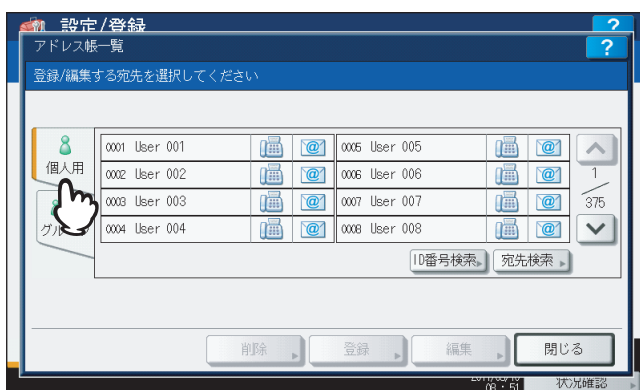 設定/登録
?
アドレス帳一覧
?
登録/編集する宛先を選択してください
個人用
0001 User 001
0005 User 005
0002 User 002
0006 User 006
0003 User 003
0007 User 007
0004 User 004
0008 User 008
1
375
ID番号検索
宛先検索
削除
登録
編集
閉じる
08:51
状況確認